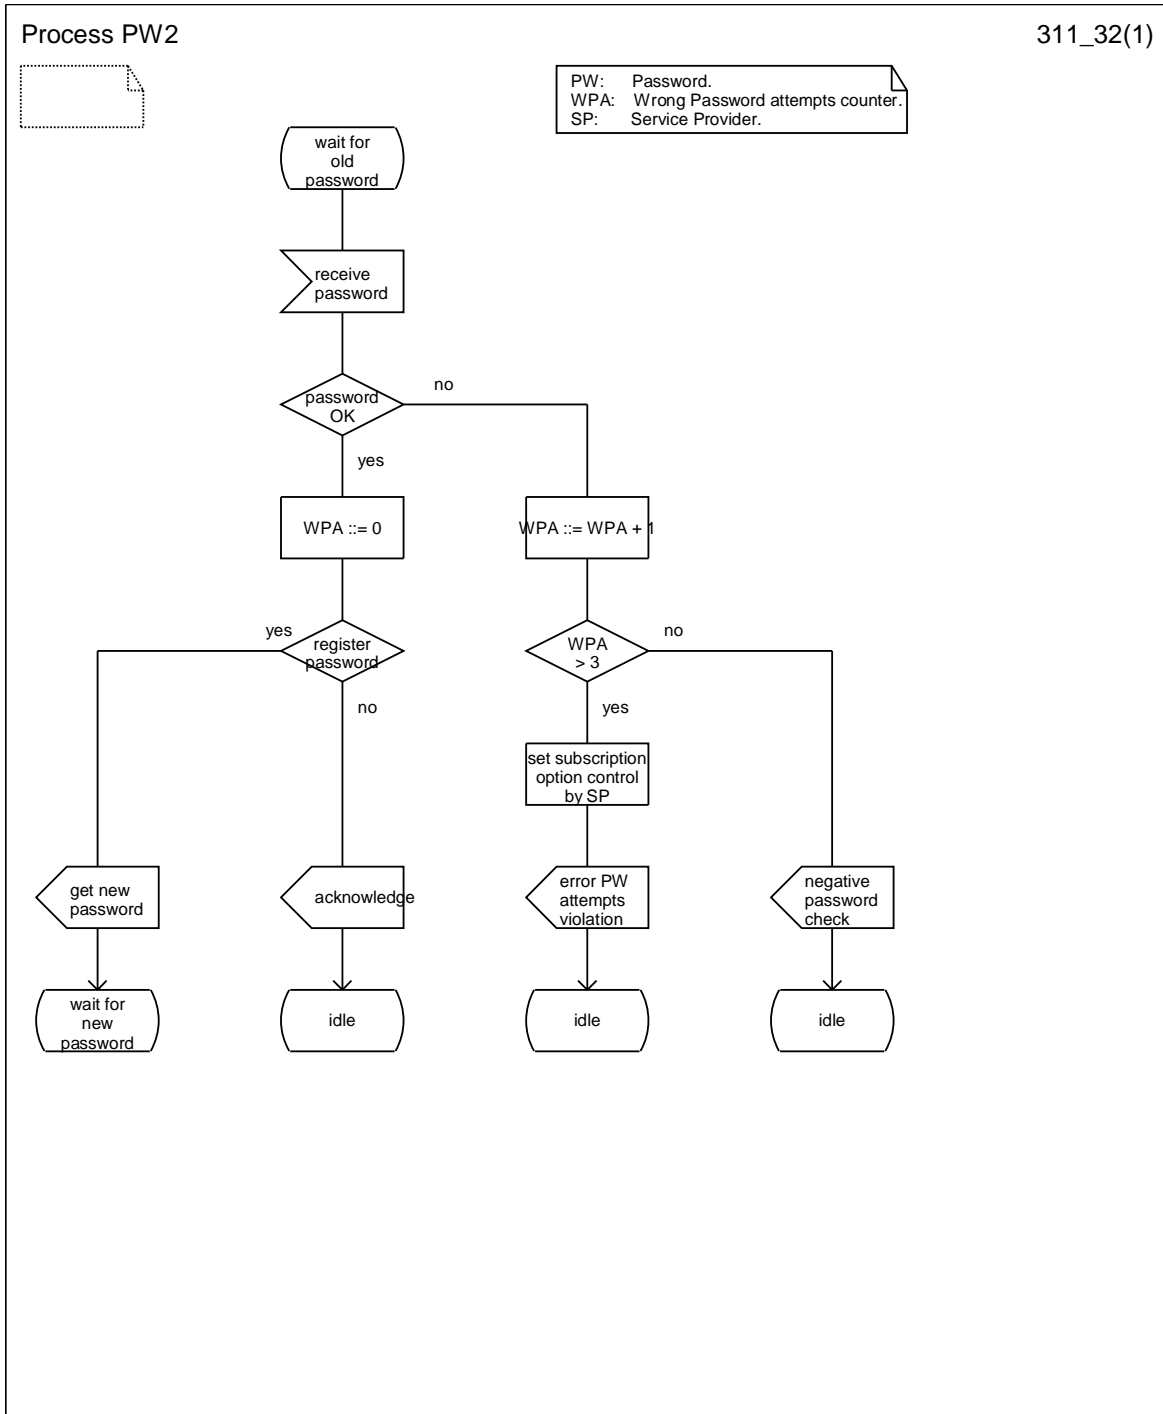 Process PW2
311_32(1)
PW: Password.
WPA: Wrong Password attempts counter.
SP: Service Provider.
wait for
old
password
receive
password
password
OK
no
yes
WPA ::= 0
WPA ::= WPA + 1
yes
register
password
no
WPA
> 3
no
yes
set subscription
option control
by SP
get new
password
acknowledge
error PW
attempts
violation
negative
password
check
wait for
new
password
idle
idle
idle